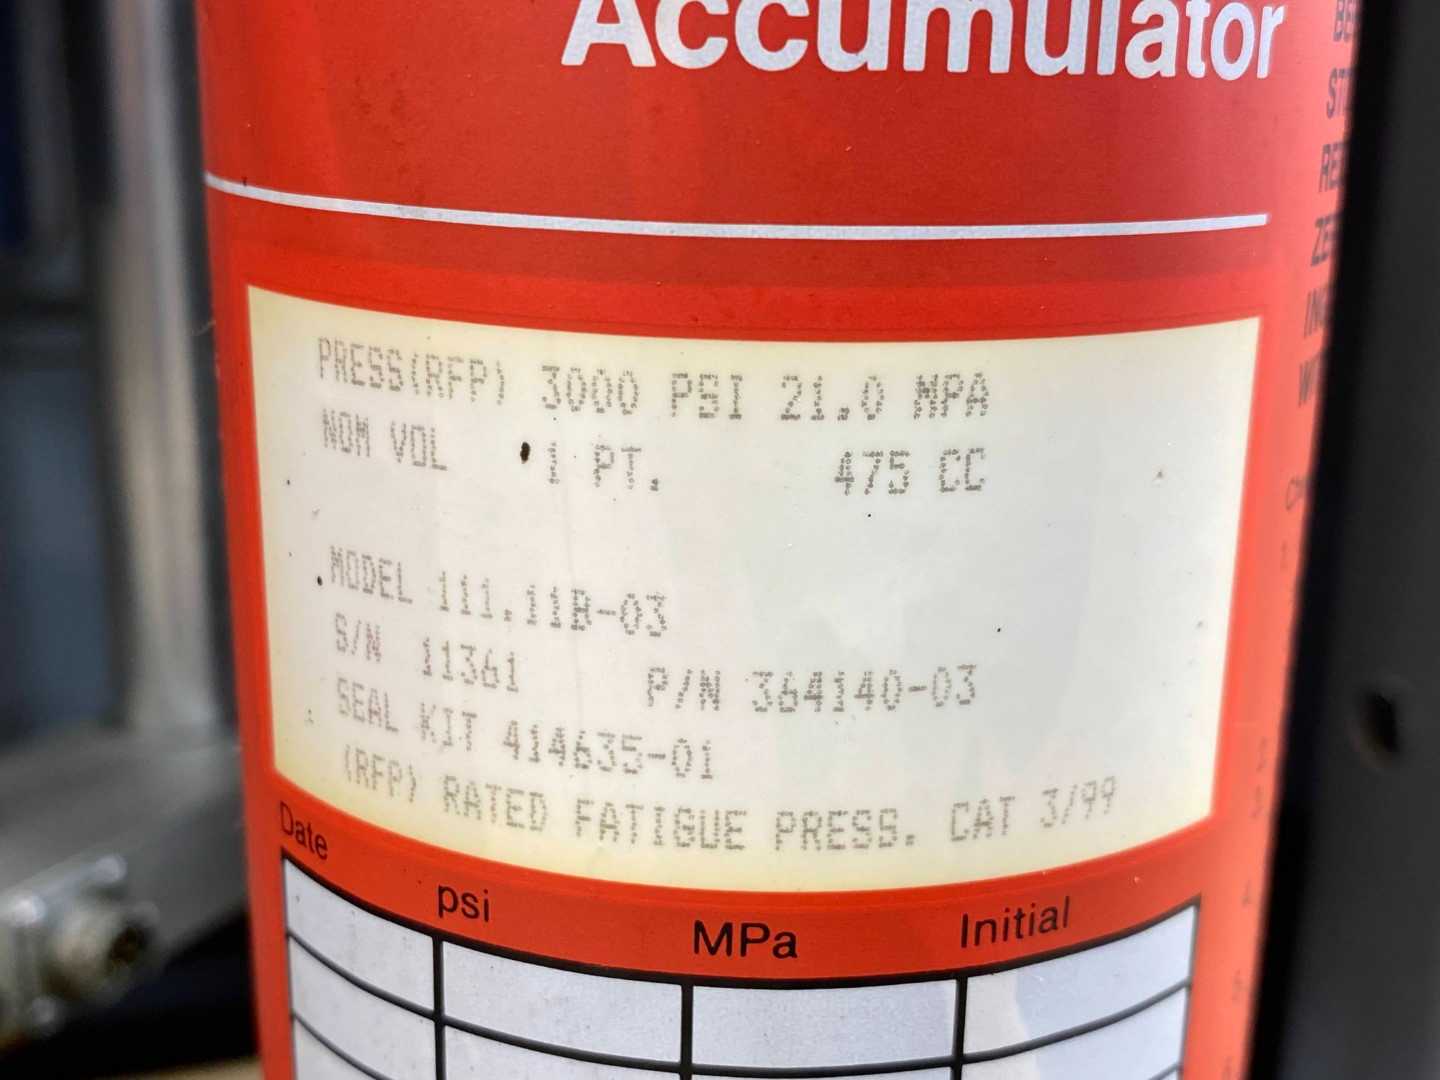 Accumulator
PRESS(RFP) 3000 PSI 21.0 MPA
NOM VOL 1 PT. 475 CC
MODEL 111.11B-03
S/N 11361 P/N 384140-03
SEAL KIT 414635-01
(RFP) RATED FATIGUE PRESS. CAT 3/99
Date psi MPa Initial